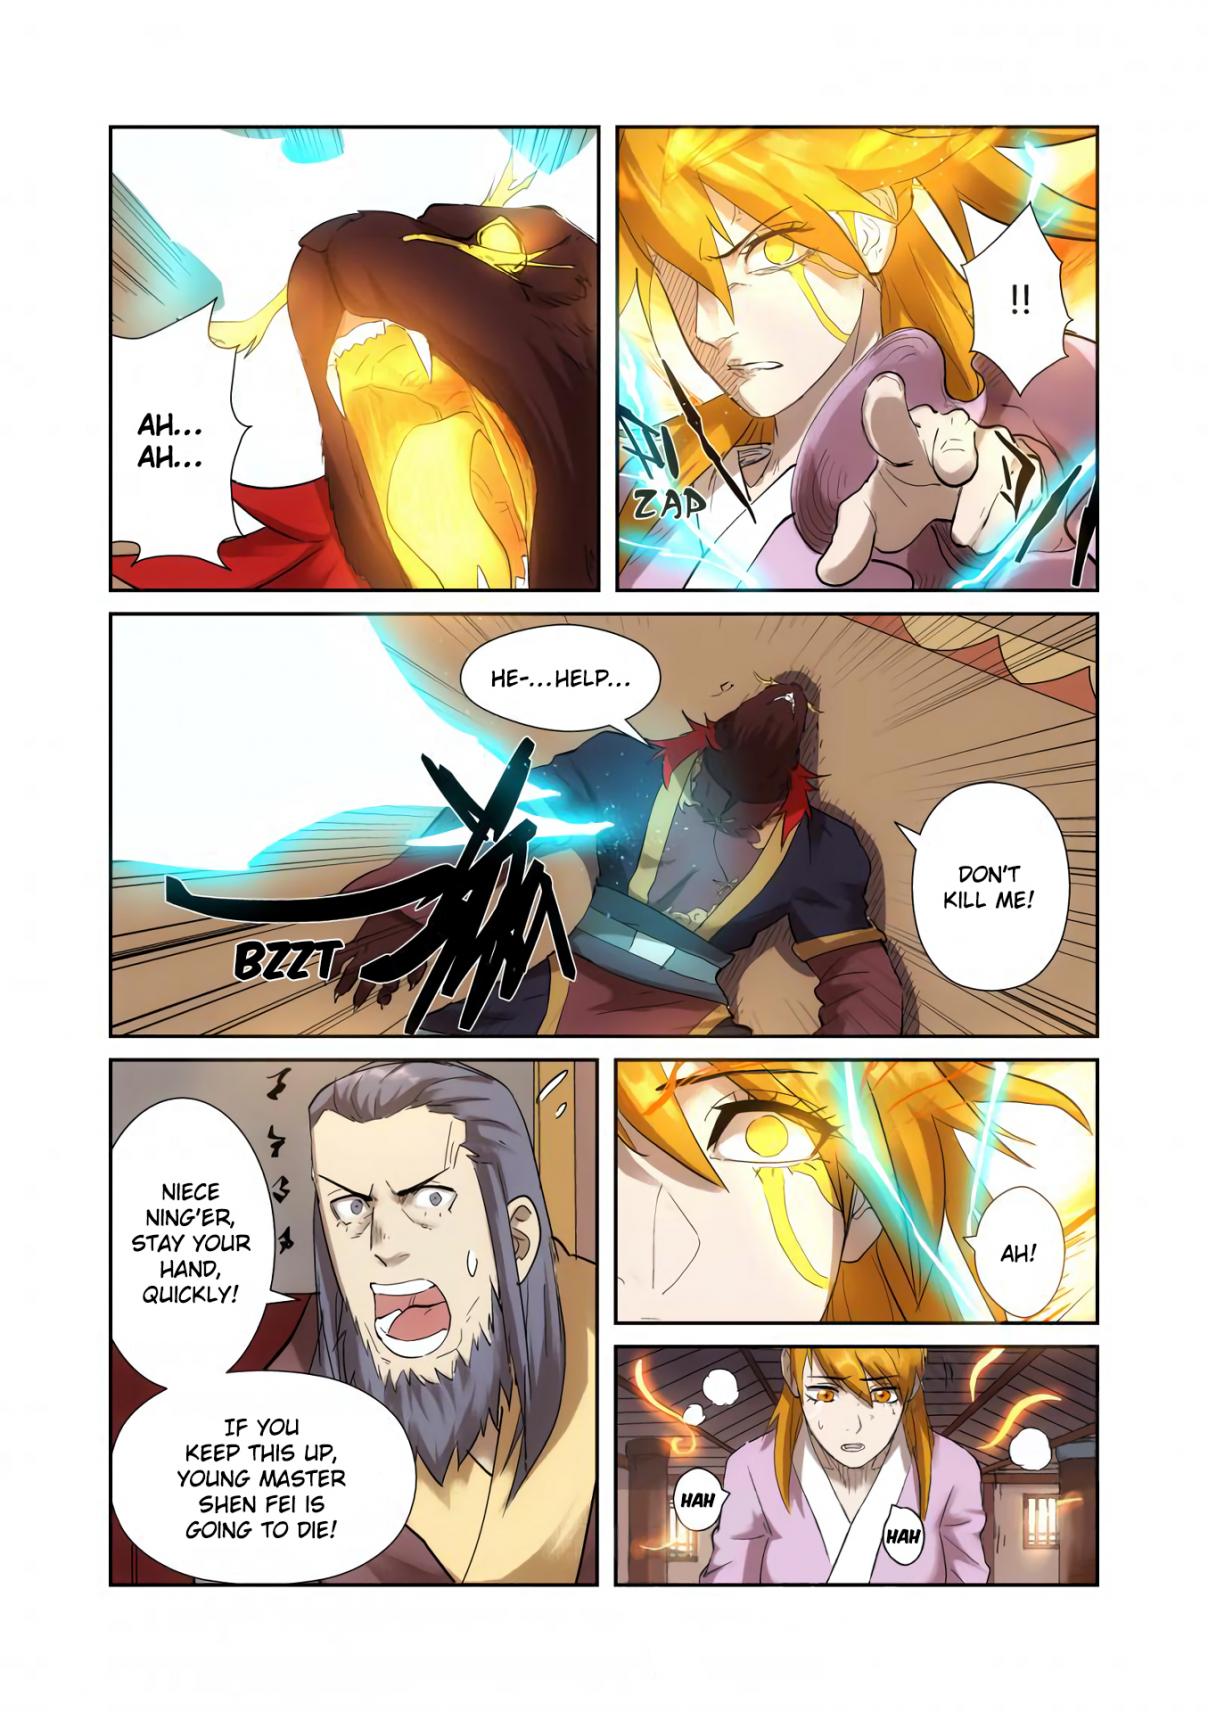 AH...
AH...
!!
ZAP
HE-...HELP...
DON'T
KILL ME!
BZZT
NIECE
NING'ER,
STAY YOUR
HAND,
QUICKLY!
IF YOU
KEEP THIS UP,
YOUNG MASTER
SHEN FEI IS
GOING TO DIE!
AH!
HAH
HAH